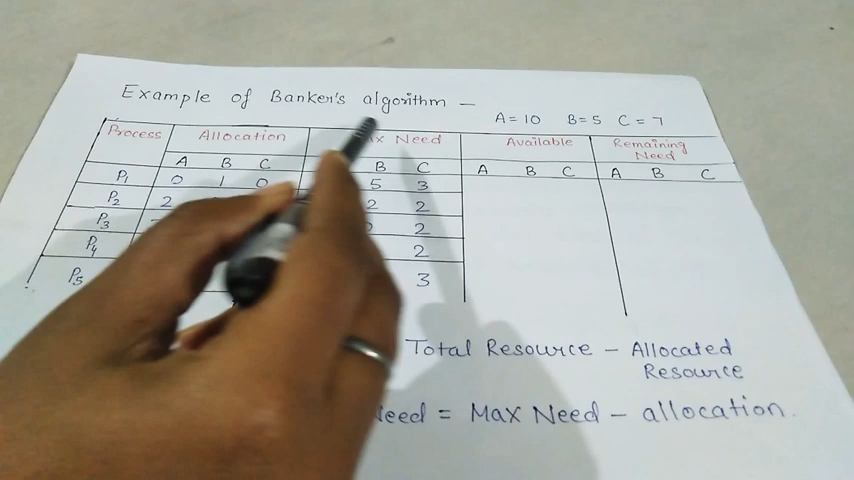 Example of Banker's algorithm —
A = 10 B = 5 C = 7
Process Allocation Need Available Remaining Need
A B C B C A B C A B C
P1 0 1 0 5 3
P2 2 2 2
P3 2
P4 2
P5 3
Total Resource – Allocated Resource
Need = Max Need – allocation.